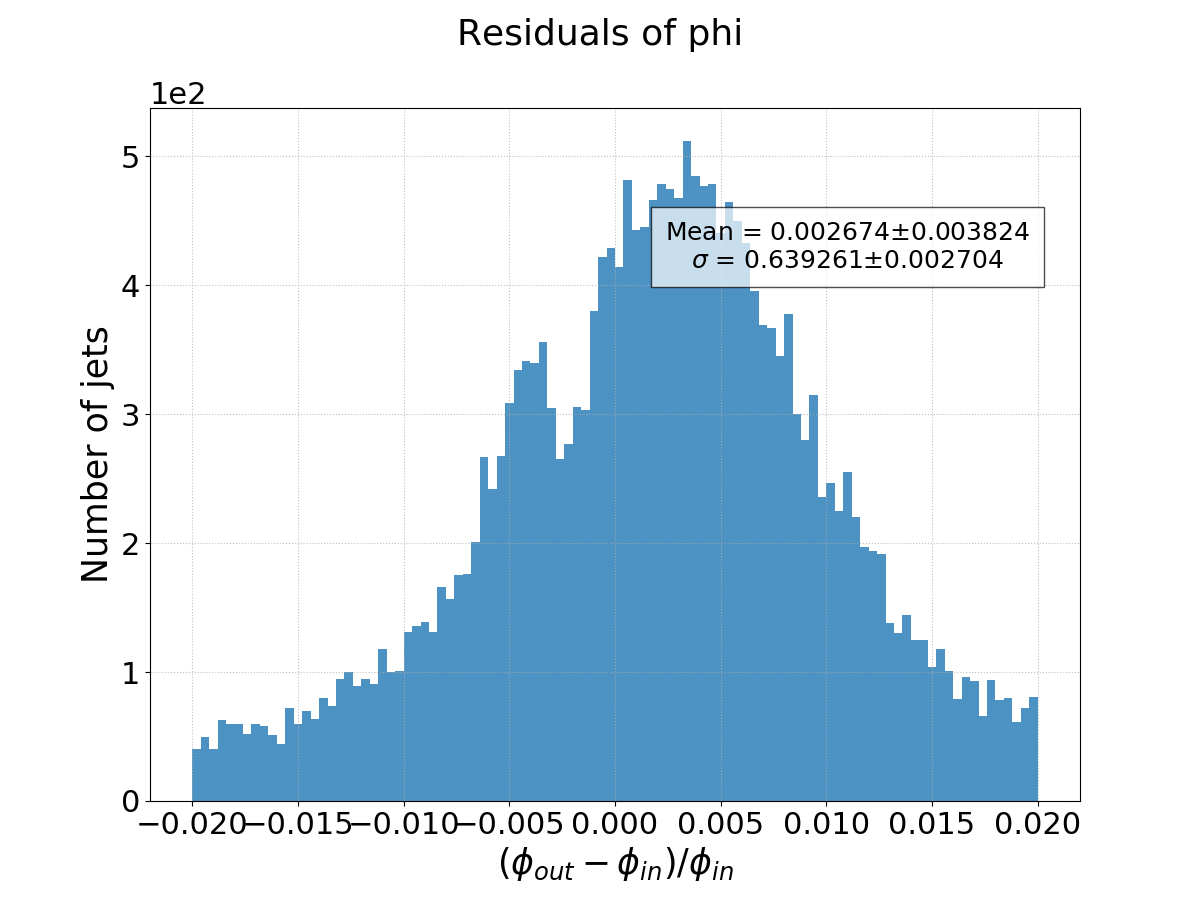 Residuals of phi
1e2
5
4
3
2
1
0
Number of jets
Mean = 0.002674±0.003824
σ = 0.639261±0.002704
−0.020 −0.015 −0.010 −0.005 0.000 0.005 0.010 0.015 0.020
(ϕout − ϕin)/ϕin